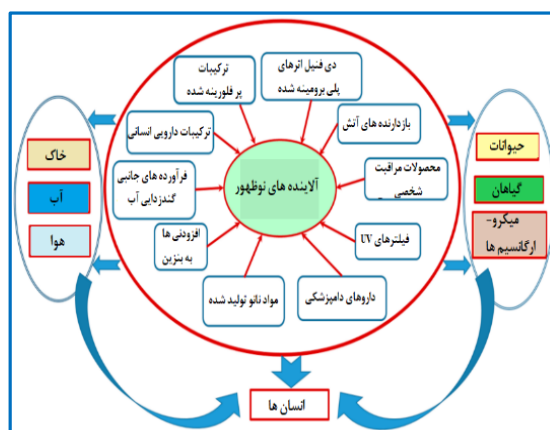 ترکیبات
پر فلورینه شده
دی فنیل اترهای
پلی برومینه شده
ترکیبات دارویی انسانی
بازدارنده های آتش
فرآورده های جانبی
گندزدایی آب
آلاینده های نوظهور
محصولات مراقبت
شخصی
افزودنی ها
به بنزین
فیلترهای UV
مواد نانو تولید شده
داروهای دامپزشکی
خاک
آب
هوا
حیوانات
گیاهان
میکرو-
ارگانسیم ها
انسان ها